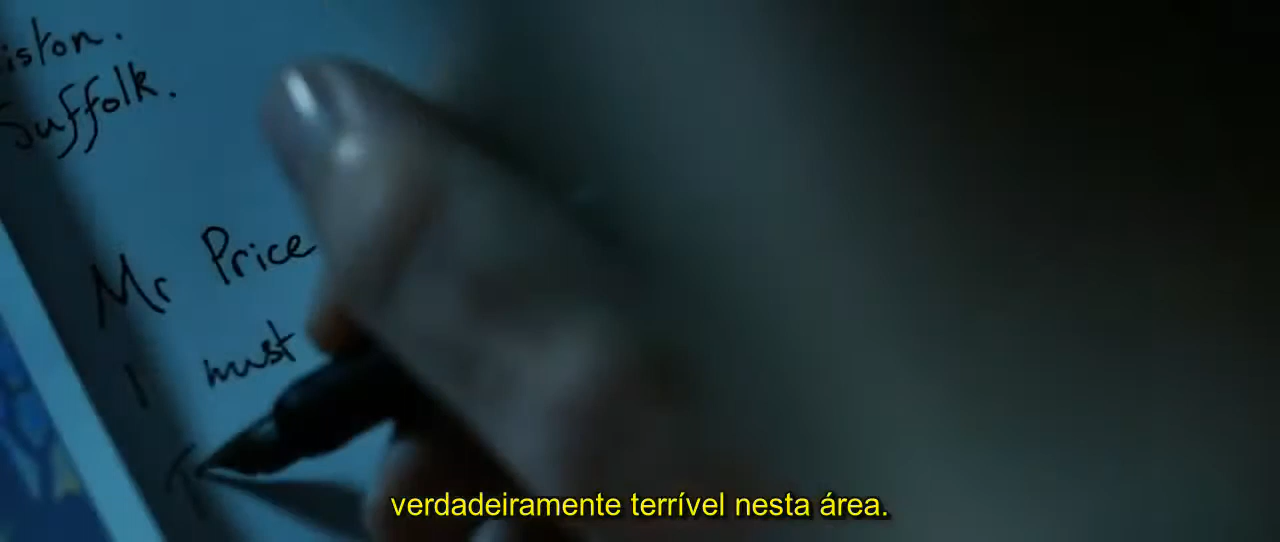 iston.
Suffolk.
Mr Price
I must
T
verdadeiramente terrível nesta área.